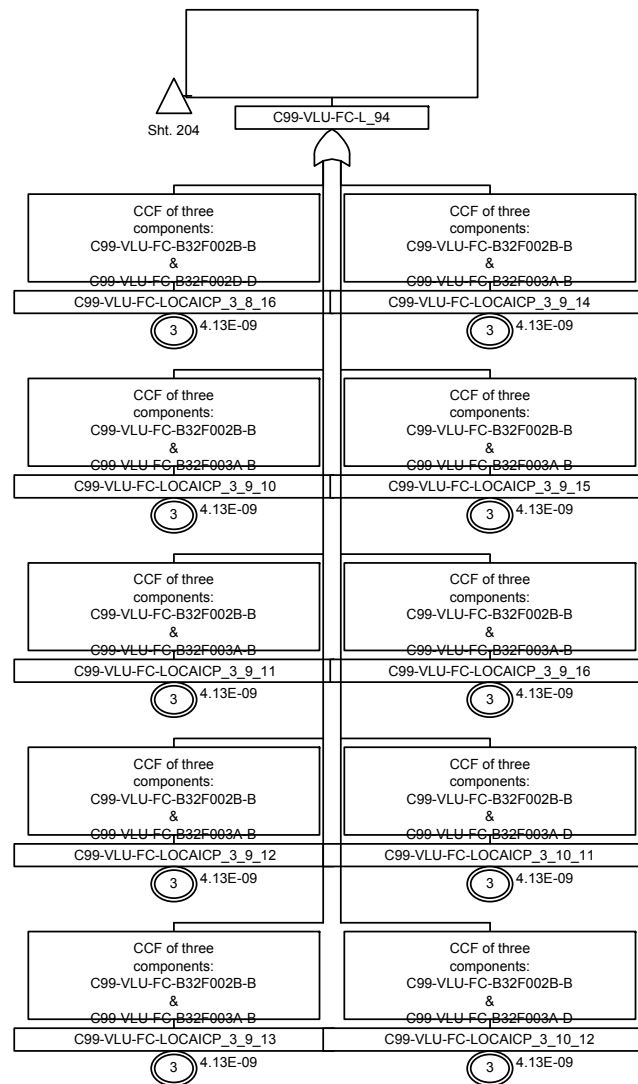 Sht. 204
C99-VLU-FC-L_94
CCF of three
components:
C99-VLU-FC-B32F002B-B
&
C99-VLU-FC-B32F002D-D
C99-VLU-FC-LOCAICP_3_8_16
3
4.13E-09
CCF of three
components:
C99-VLU-FC-B32F002B-B
&
C99-VLU-FC-B32F003A-B
C99-VLU-FC-LOCAICP_3_9_14
3
4.13E-09
CCF of three
components:
C99-VLU-FC-B32F002B-B
&
C99-VLU-FC-B32F003A-B
C99-VLU-FC-LOCAICP_3_9_10
3
4.13E-09
CCF of three
components:
C99-VLU-FC-B32F002B-B
&
C99-VLU-FC-B32F003A-B
C99-VLU-FC-LOCAICP_3_9_15
3
4.13E-09
CCF of three
components:
C99-VLU-FC-B32F002B-B
&
C99-VLU-FC-B32F003A-B
C99-VLU-FC-LOCAICP_3_9_11
3
4.13E-09
CCF of three
components:
C99-VLU-FC-B32F002B-B
&
C99-VLU-FC-B32F003A-B
C99-VLU-FC-LOCAICP_3_9_16
3
4.13E-09
CCF of three
components:
C99-VLU-FC-B32F002B-B
&
C99-VLU-FC-B32F003A-B
C99-VLU-FC-LOCAICP_3_9_12
3
4.13E-09
CCF of three
components:
C99-VLU-FC-B32F002B-B
&
C99-VLU-FC-B32F003A-D
C99-VLU-FC-LOCAICP_3_10_11
3
4.13E-09
CCF of three
components:
C99-VLU-FC-B32F002B-B
&
C99-VLU-FC-B32F003A-B
C99-VLU-FC-LOCAICP_3_9_13
3
4.13E-09
CCF of three
components:
C99-VLU-FC-B32F002B-B
&
C99-VLU-FC-B32F003A-D
C99-VLU-FC-LOCAICP_3_10_12
3
4.13E-09